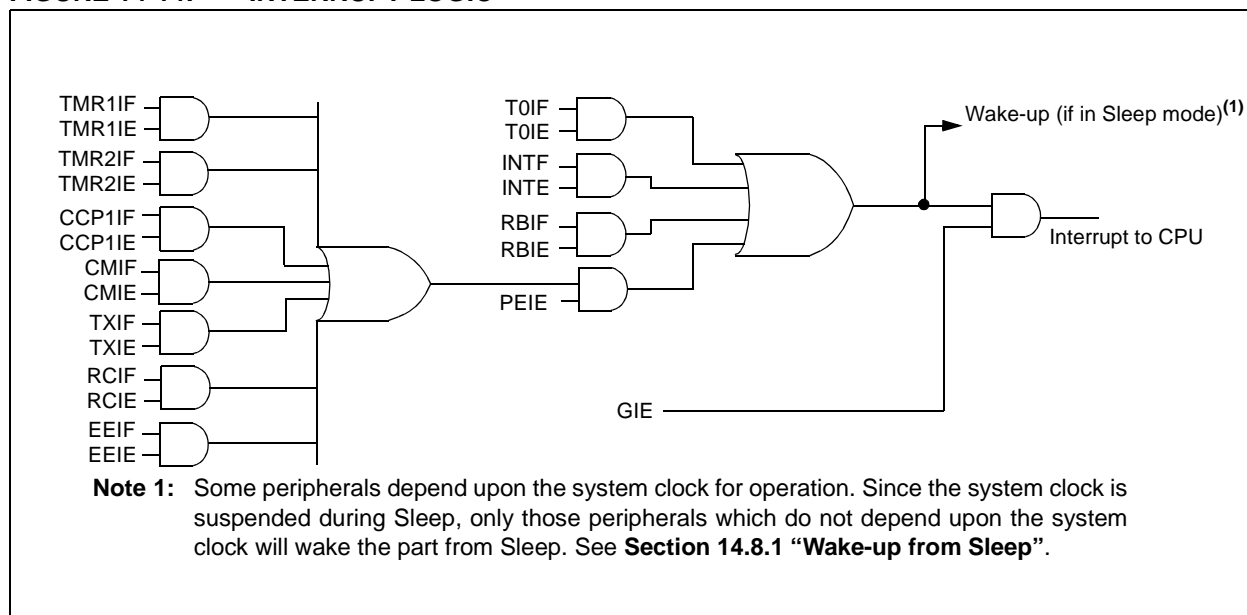 TMR1IF
TMR1IE
TMR2IF
TMR2IE
CCP1IF
CCP1IE
CMIF
CMIE
TXIF
TXIE
RCIF
RCIE
EEIF
EEIE
T0IF
T0IE
INTF
INTE
RBIF
RBIE
PEIE
GIE
Wake-up (if in Sleep mode)(1)
Interrupt to CPU
Note 1: Some peripherals depend upon the system clock for operation. Since the system clock is
suspended during Sleep, only those peripherals which do not depend upon the system
clock will wake the part from Sleep. See Section 14.8.1 “Wake-up from Sleep”.